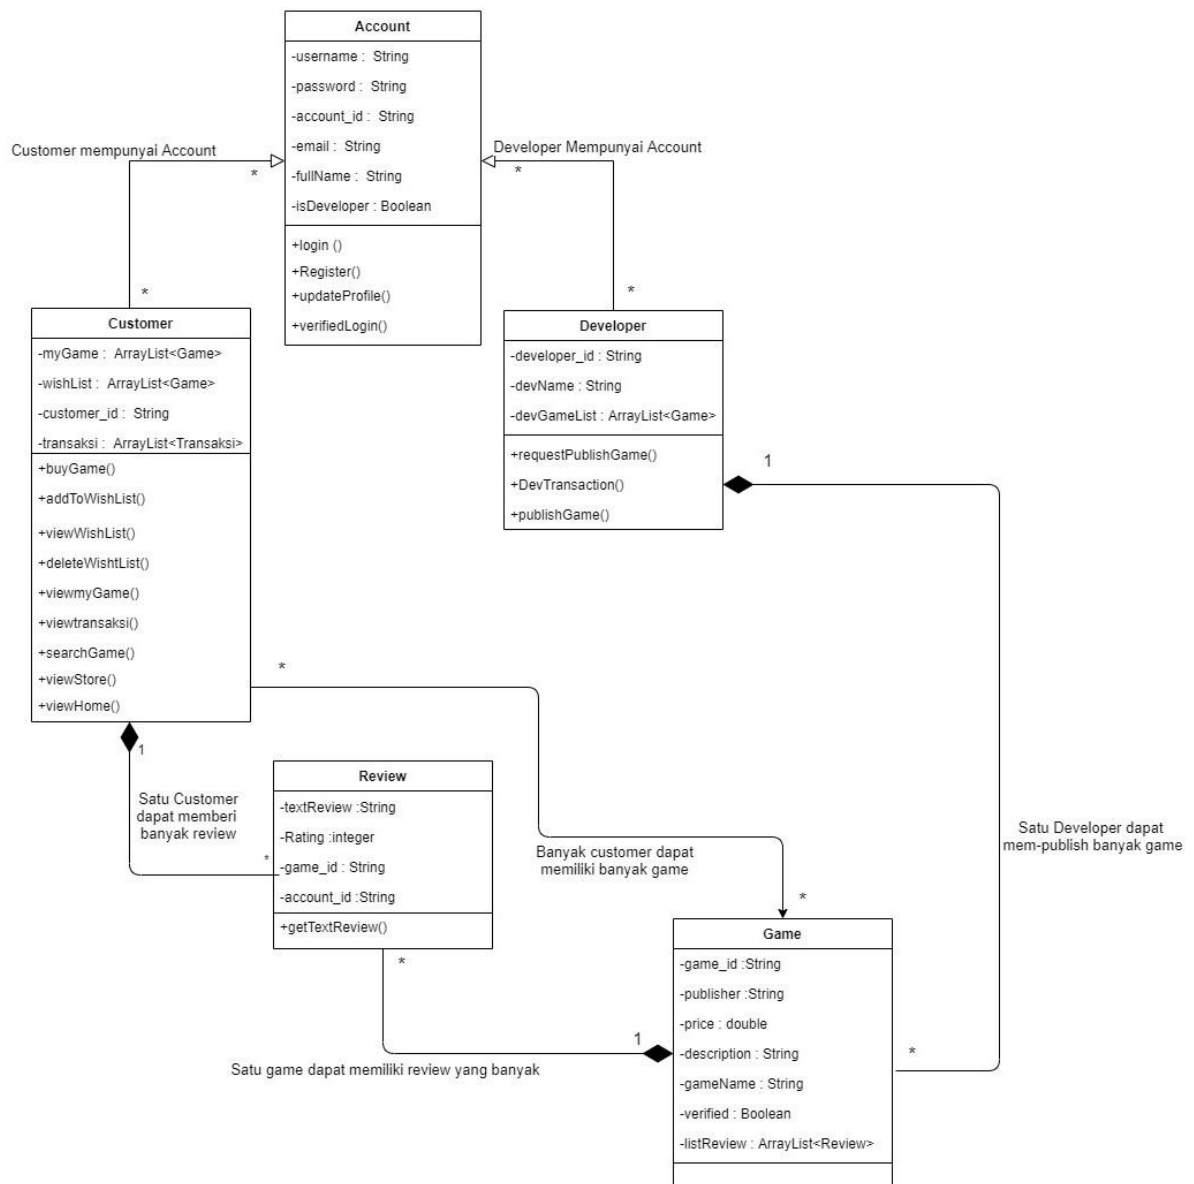 Account
-username :  String
-password :  String
-account_id :  String
-email :  String
-fullName :  String
-isDeveloper : Boolean
+login ()
+Register()
+updateProfile()
+verifiedLogin()
Customer mempunyai Account
*
*
Developer Mempunyai Account
*
*
Customer
-myGame :  ArrayList<Game>
-wishList :  ArrayList<Game>
-customer_id :  String
-transaksi :  ArrayList<Transaksi>
+buyGame()
+addToWishList()
+viewWishList()
+deleteWishtList()
+viewmyGame()
+viewtransaksi()
+searchGame()
+viewStore()
+viewHome()
Developer
-developer_id : String
-devName : String
-devGameList : ArrayList<Game>
+requestPublishGame()
+DevTransaction()
+publishGame()
1
*
1
Satu Customer
dapat memberi
banyak review
*
Review
-textReview :String
-Rating :integer
-game_id : String
-account_id :String
+getTextReview()
*
Banyak customer dapat
memiliki banyak game
*
Satu Developer dapat
mem-publish banyak game
*
1
Satu game dapat memiliki review yang banyak
Game
-game_id :String
-publisher :String
-price : double
-description : String
-gameName : String
-verified : Boolean
-listReview : ArrayList<Review>